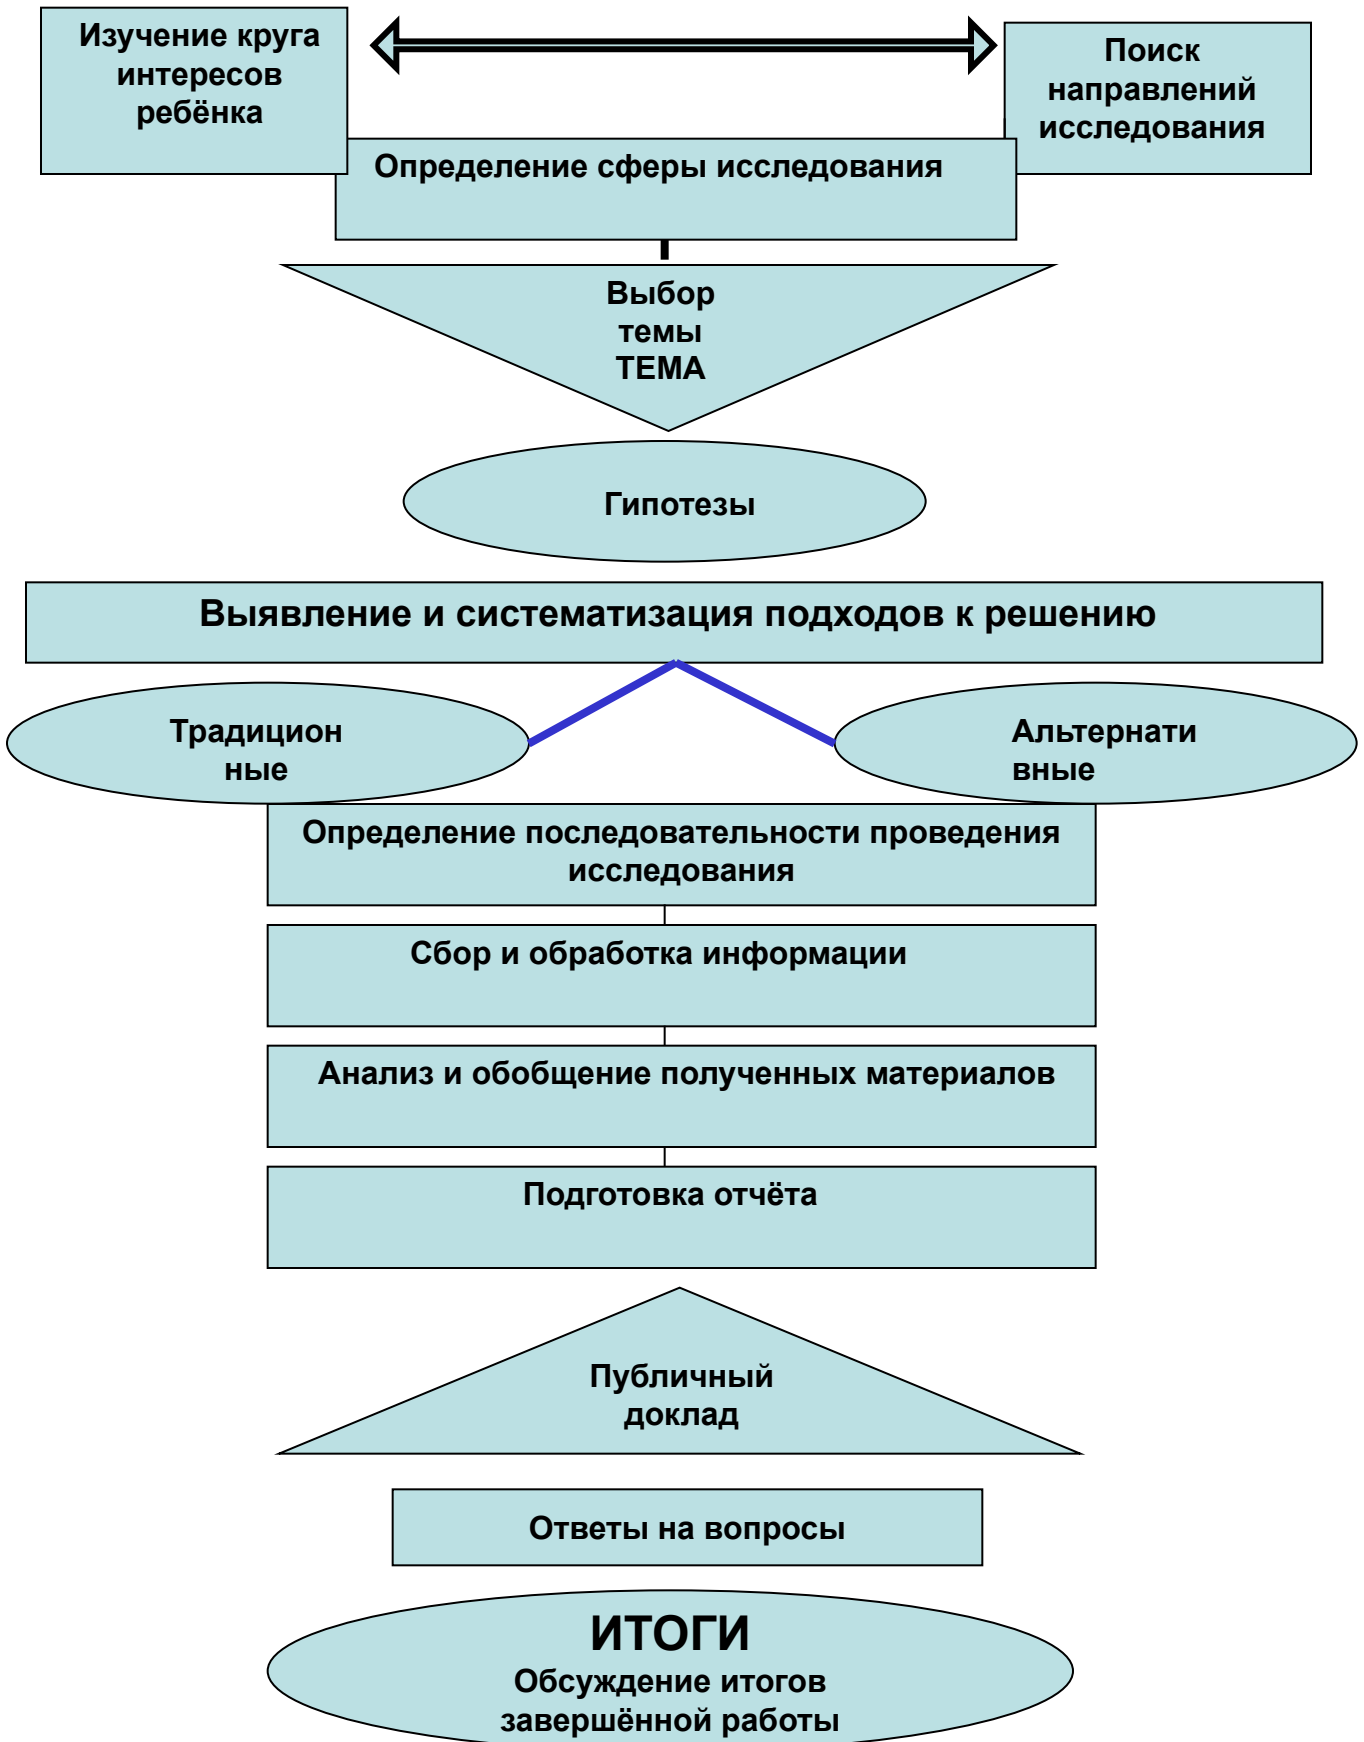 Изучение круга
интересов
ребёнка
Поиск
направлений
исследования
Определение сферы исследования
Выбор
темы
ТЕМА
Гипотезы
Выявление и систематизация подходов к решению
Традицион
ные
Альтернати
вные
Определение последовательности проведения
исследования
Сбор и обработка информации
Анализ и обобщение полученных материалов
Подготовка отчёта
Публичный
доклад
Ответы на вопросы
ИТОГИ
Обсуждение итогов
завершённой работы